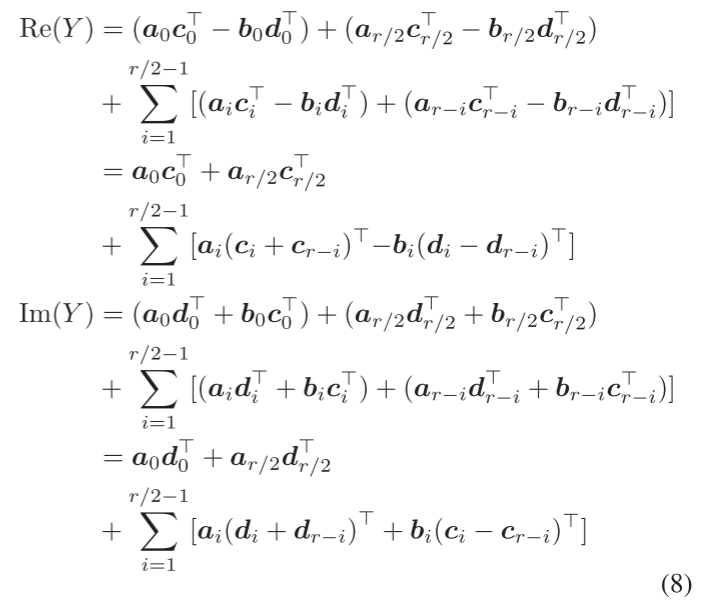 Re(Y) = (a_0 c_0^⊤ − b_0 d_0^⊤) + (a_{r/2} c_{r/2}^⊤ − b_{r/2} d_{r/2}^⊤)
+ ∑_{i=1}^{r/2−1} [(a_i c_i^⊤ − b_i d_i^⊤) + (a_{r−i} c_{r−i}^⊤ − b_{r−i} d_{r−i}^⊤)]
= a_0 c_0^⊤ + a_{r/2} c_{r/2}^⊤
+ ∑_{i=1}^{r/2−1} [a_i (c_i + c_{r−i})^⊤ − b_i (d_i − d_{r−i})^⊤]
Im(Y) = (a_0 d_0^⊤ + b_0 c_0^⊤) + (a_{r/2} d_{r/2}^⊤ + b_{r/2} c_{r/2}^⊤)
+ ∑_{i=1}^{r/2−1} [(a_i d_i^⊤ + b_i c_i^⊤) + (a_{r−i} d_{r−i}^⊤ + b_{r−i} c_{r−i}^⊤)]
= a_0 d_0^⊤ + a_{r/2} d_{r/2}^⊤
+ ∑_{i=1}^{r/2−1} [a_i (d_i + d_{r−i})^⊤ + b_i (c_i − c_{r−i})^⊤]
(8)